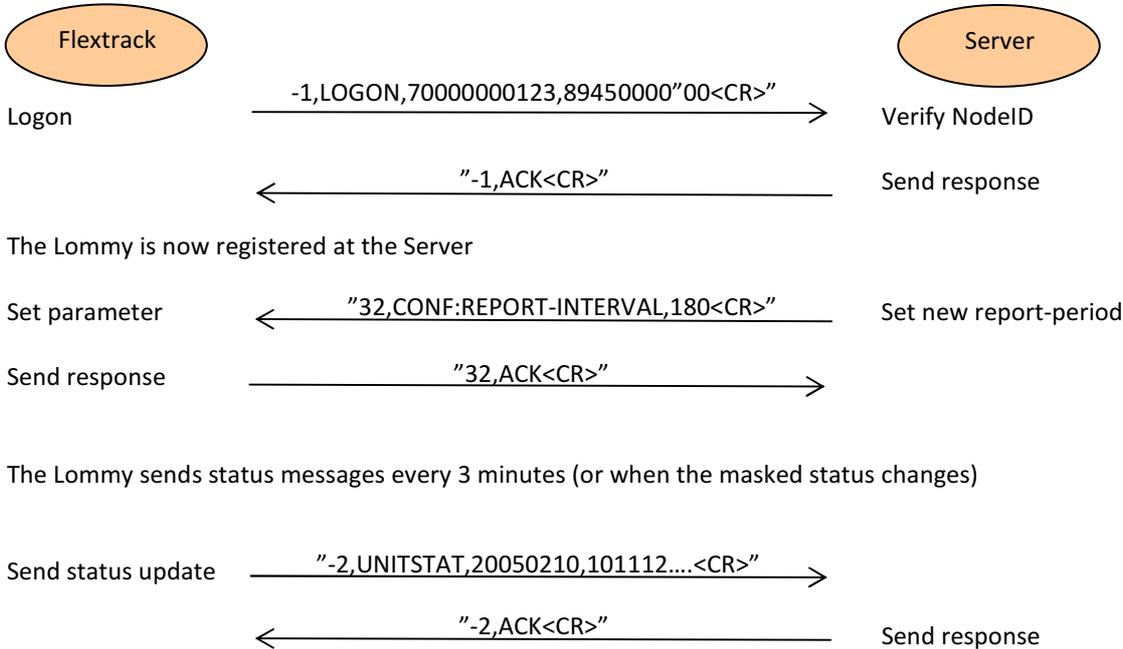 Flextrack
Server
-1,LOGON,70000000123,89450000”00<CR>”
Logon
Verify NodeID
”-1,ACK<CR>”
Send response
The Lommy is now registered at the Server
Set parameter
”32,CONF:REPORT-INTERVAL,180<CR>”
Set new report-period
Send response
”32,ACK<CR>”
The Lommy sends status messages every 3 minutes (or when the masked status changes)
Send status update
”-2,UNITSTAT,20050210,101112....<CR>”
”-2,ACK<CR>”
Send response